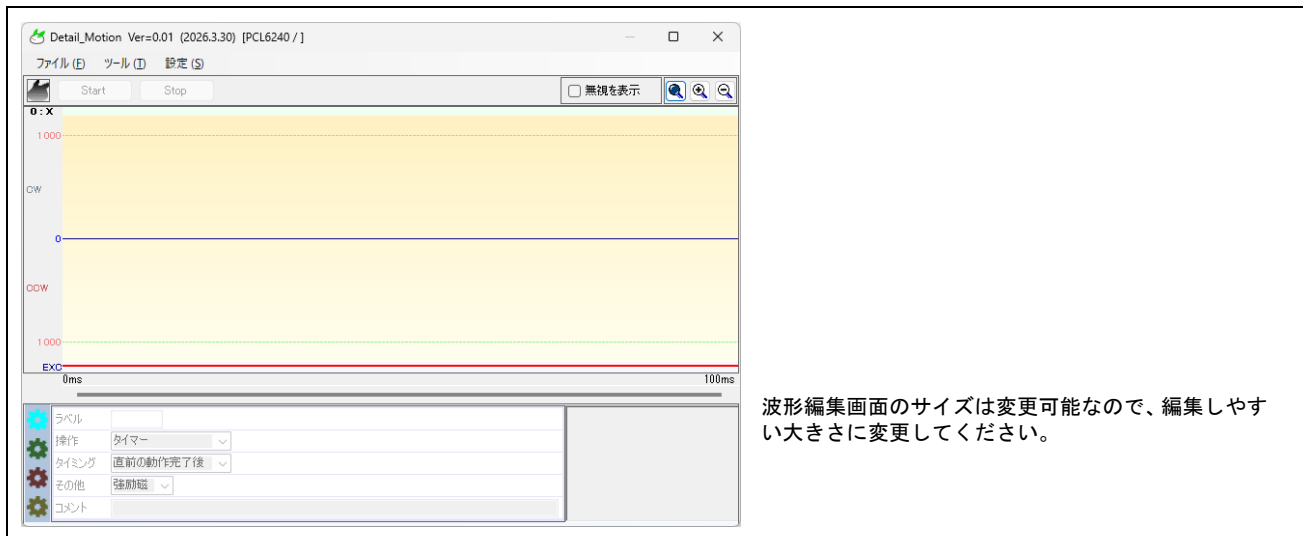 Detail_Motion Ver=0.01 (2026.3.30) [PCL6240 / ]
ファイル(F) ツール(T) 設定(S)
Start Stop 無視を表示
0:X
1000
CW
0
CCW
1000
EXC
0ms 100ms
ラベル
操作 タイマー
タイミング 直前の動作完了後
その他 強励磁
コメント
波形編集画面のサイズは変更可能なので、編集しやす
い大きさに変更してください。